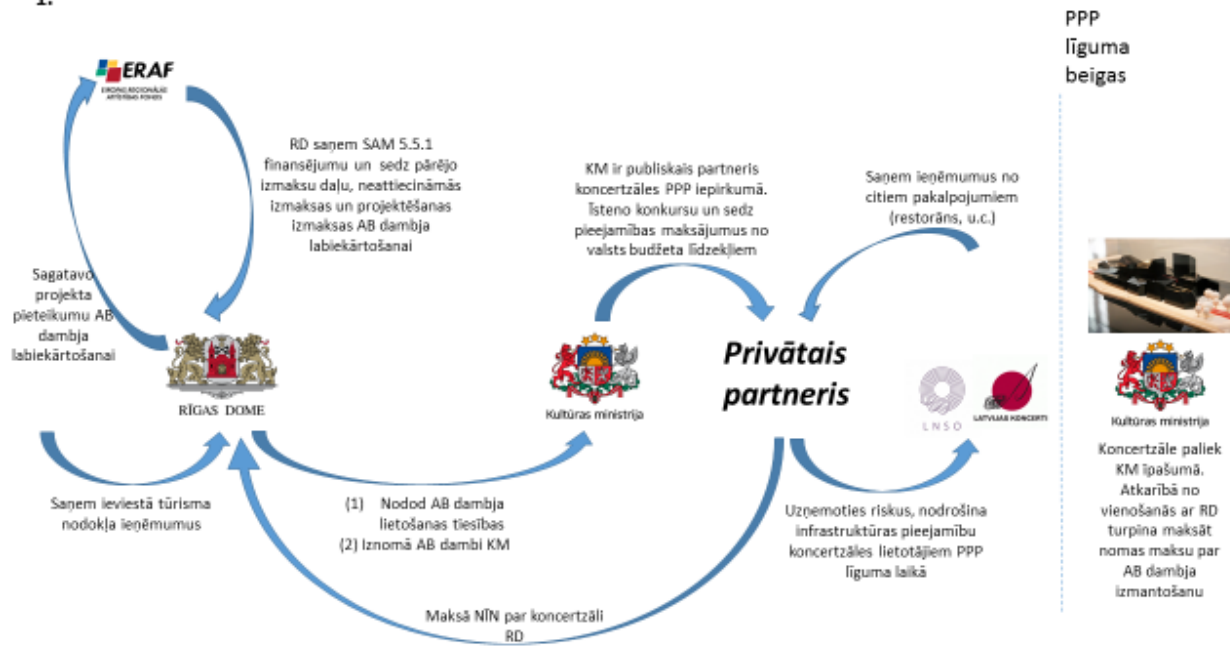 1.
PPP
līguma
beigas
ERAF
EIROPAS REĢIONĀLĀS
ATTĪSTĪBAS FONDS
RD saņem SAM 5.5.1
finansējumu un sedz pārējo
izmaksu daļu, neattiecināmās
izmaksas un projektēšanas
izmaksas AB dambja
labiekārtošanai
KM ir publiskais partneris
koncertzāles PPP iepirkumā.
Īsteno konkursu un sedz
pieejamības maksājumus no
valsts budžeta līdzekļiem
Saņem ieņēmumus no
citiem pakalpojumiem
(restorāns, u.c.)
Sagatavo
projekta
pieteikumu AB
dambja
labiekārtošanai
RĪGAS DOME
Kultūras ministrija
Privātais
partneris
LNSO
LATVIJAS KONCERTI
Kultūras ministrija
Koncertzāle paliek
KM īpašumā.
Atkarībā no
vienošanās ar RD
turpina maksāt
nomas maksu par
AB dambja
izmantošanu
Saņem ieviestā tūrisma
nodokļa ieņēmumus
(1) Nodod AB dambja
lietošanas tiesības
(2) Iznomā AB dambi KM
Uzņemoties riskus, nodrošina
infrastruktūras pieejamību
koncertzāles lietotājiem PPP
līguma laikā
Maksā NĪN par koncertzāli
RD